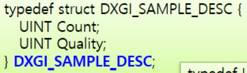 typedef struct DXGI_SAMPLE_DESC {
UINT Count;
UINT Quality;
} DXGI_SAMPLE_DESC;